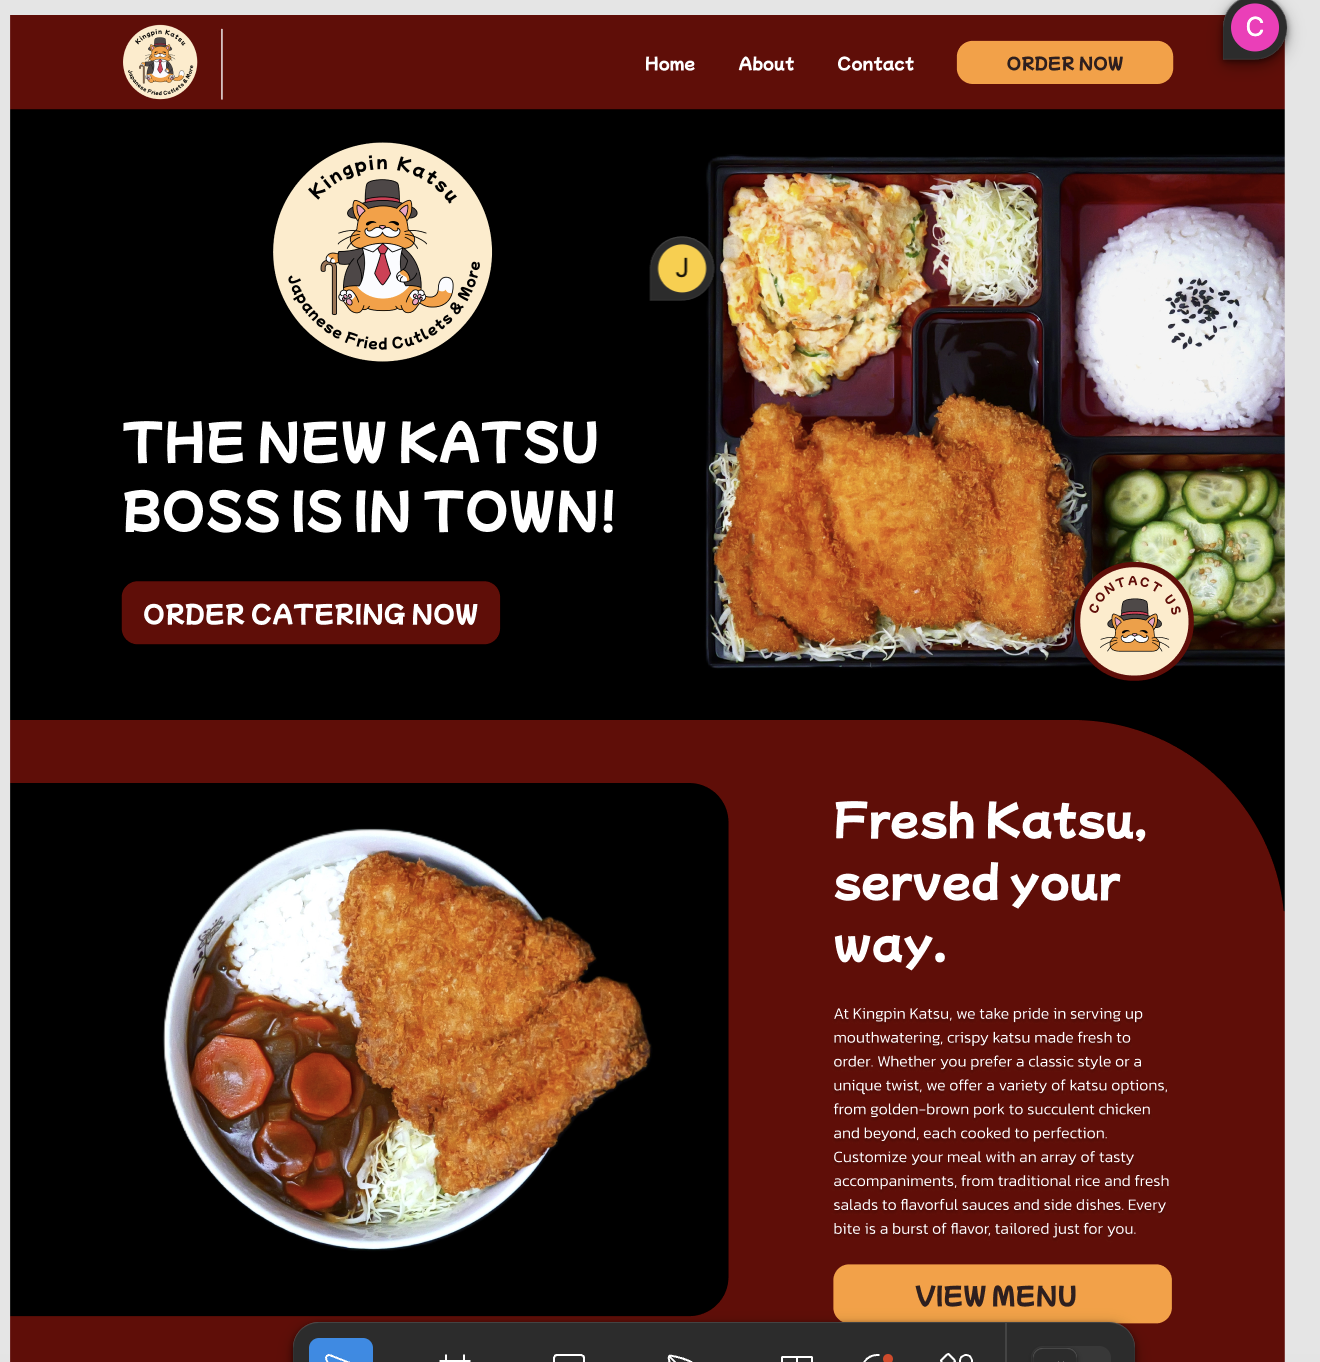 Kingpin Katsu
Japanese Fried Cutlets & More
Home
About
Contact
ORDER NOW
C
Kingpin Katsu
Japanese Fried Cutlets & More
J
THE NEW KATSU
BOSS IS IN TOWN!
ORDER CATERING NOW
CONTACT US
Fresh Katsu,
served your
way.
At Kingpin Katsu, we take pride in serving up
mouthwatering, crispy katsu made fresh to
order. Whether you prefer a classic style or a
unique twist, we offer a variety of katsu options,
from golden-brown pork to succulent chicken
and beyond, each cooked to perfection.
Customize your meal with an array of tasty
accompaniments, from traditional rice and fresh
salads to flavorful sauces and side dishes. Every
bite is a burst of flavor, tailored just for you.
VIEW MENU